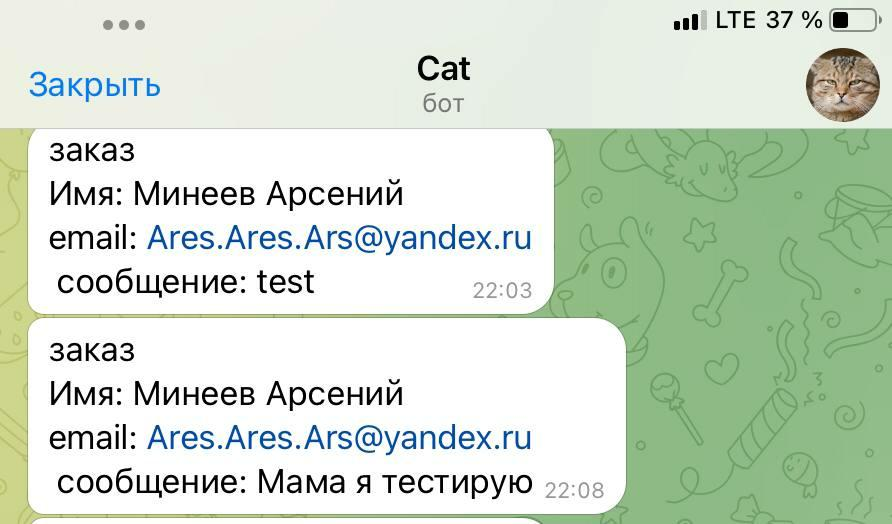 LTE 37 %
Закрыть
Cat
бот
заказ
Имя: Минеев Арсений
email: Ares.Ares.Ars@yandex.ru
сообщение: test
22:03
заказ
Имя: Минеев Арсений
email: Ares.Ares.Ars@yandex.ru
сообщение: Мама я тестирую
22:08